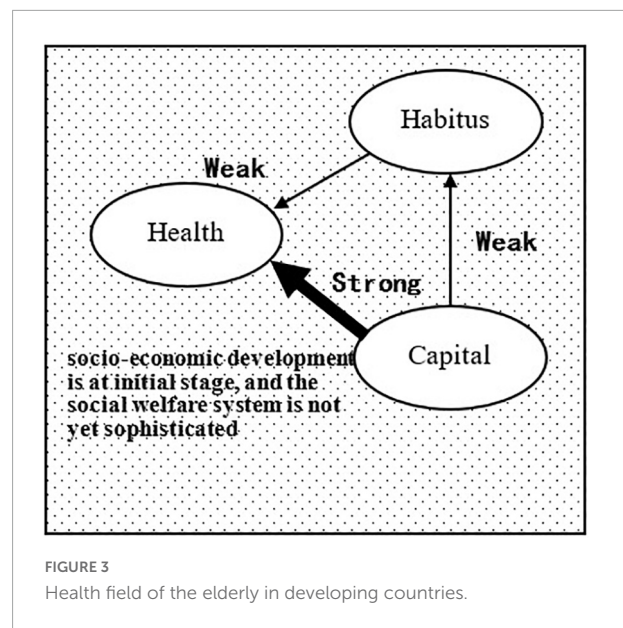 Habitus
Weak
Health
Weak
Strong
Capital
socio-economic development
is at initial stage, and the
social welfare system is not
yet sophisticated
FIGURE 3
Health field of the elderly in developing countries.